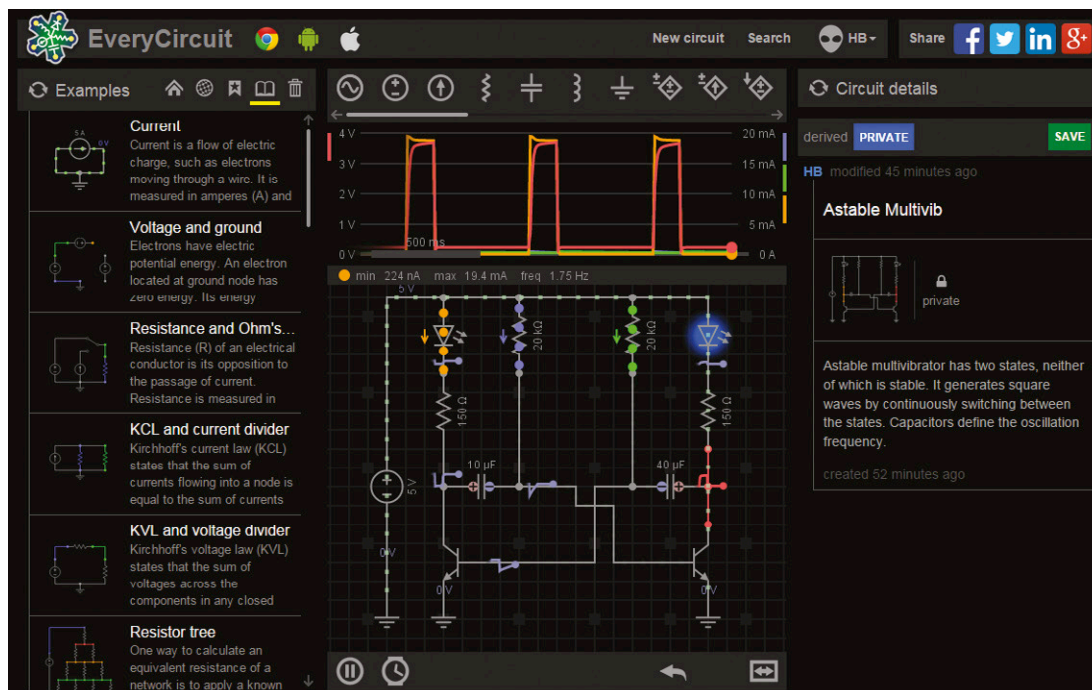 EveryCircuit
New circuit Search HB Share
Examples
Current
Current is a flow of electric
charge, such as electrons
moving through a wire. It is
measured in amperes (A) and
5 A
0 V
Voltage and ground
Electrons have electric
potential energy. An electron
located at ground node has
zero energy. Its energy
Resistance and Ohm's...
Resistance (R) of an electrical
conductor is its opposition to
the passage of current.
Resistance is measured in
KCL and current divider
Kirchhoff's current law (KCL)
states that the sum of
currents flowing into a node is
equal to the sum of currents
KVL and voltage divider
Kirchhoff's voltage law (KVL)
states that the sum of
voltages across the
components in any closed
Resistor tree
One way to calculate an
equivalent resistance of a
network is to apply a known
4 V 20 mA
3 V 15 mA
2 V 10 mA
1 V 5 mA
0 V 500 ms 0 A
min 224 nA max 19.4 mA freq 1.75 Hz
5 V
20 kΩ
20 kΩ
150 Ω
150 Ω
10 µF
40 µF
5 V
0 V
0 V
0 V
Circuit details
derived PRIVATE SAVE
HB modified 45 minutes ago
Astable Multivib
private
Astable multivibrator has two states, neither
of which is stable. It generates square
waves by continuously switching between
the states. Capacitors define the oscillation
frequency.
created 52 minutes ago